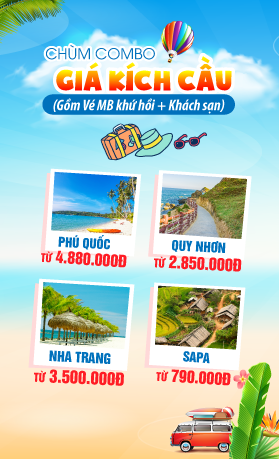 CHÙM COMBO
GIÁ KÍCH CẦU
(Gồm Vé MB khứ hồi + Khách sạn)
PHÚ QUỐC
TỪ 4.880.000Đ
QUY NHƠN
TỪ 2.850.000Đ
NHA TRANG
TỪ 3.500.000Đ
SAPA
TỪ 790.000Đ